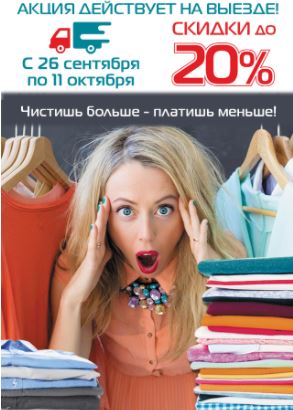 АКЦИЯ ДЕЙСТВУЕТ НА ВЫЕЗДЕ!
СКИДКИ до
20%
С 26 сентября
по 11 октября
Чистишь больше - платишь меньше!